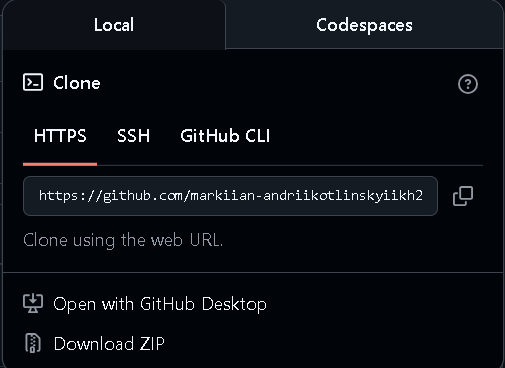 Local Codespaces
Clone
HTTPS SSH GitHub CLI
https://github.com/markiian-andriikotlinskyiikh2
Clone using the web URL.
Open with GitHub Desktop
Download ZIP